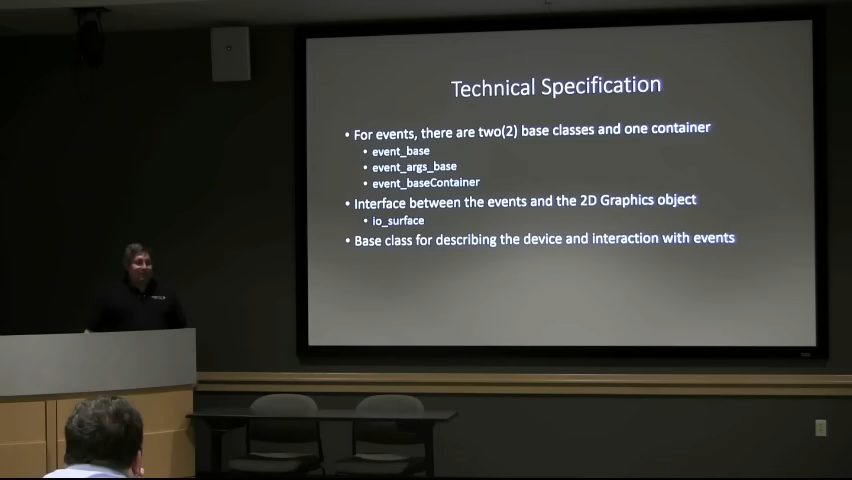 Technical Specification
• For events, there are two(2) base classes and one container
• event_base
• event_args_base
• event_baseContainer
• Interface between the events and the 2D Graphics object
• io_surface
• Base class for describing the device and interaction with events